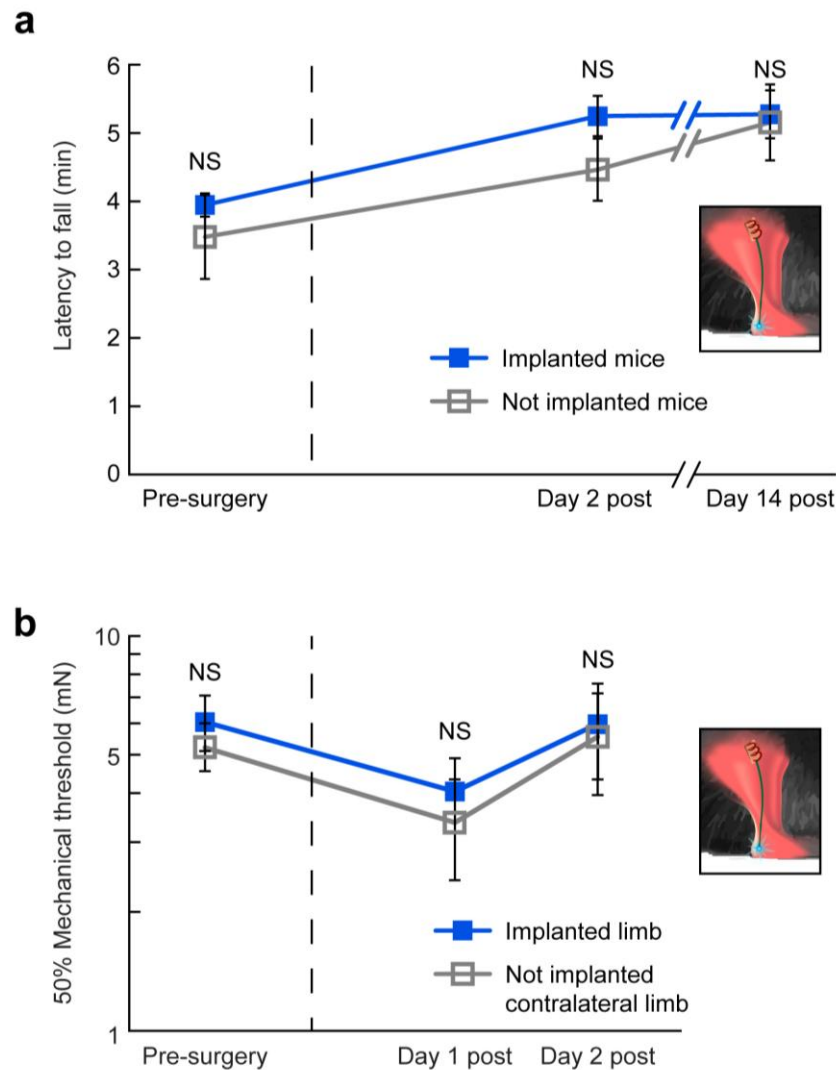 a
Latency to fall (min)
6
5
4
3
2
1
0
NS
NS
NS
Implanted mice
Not implanted mice
Pre-surgery
Day 2 post
Day 14 post
b
50% Mechanical threshold (mN)
10
5
1
NS
NS
NS
Implanted limb
Not implanted
contralateral limb
Pre-surgery
Day 1 post
Day 2 post